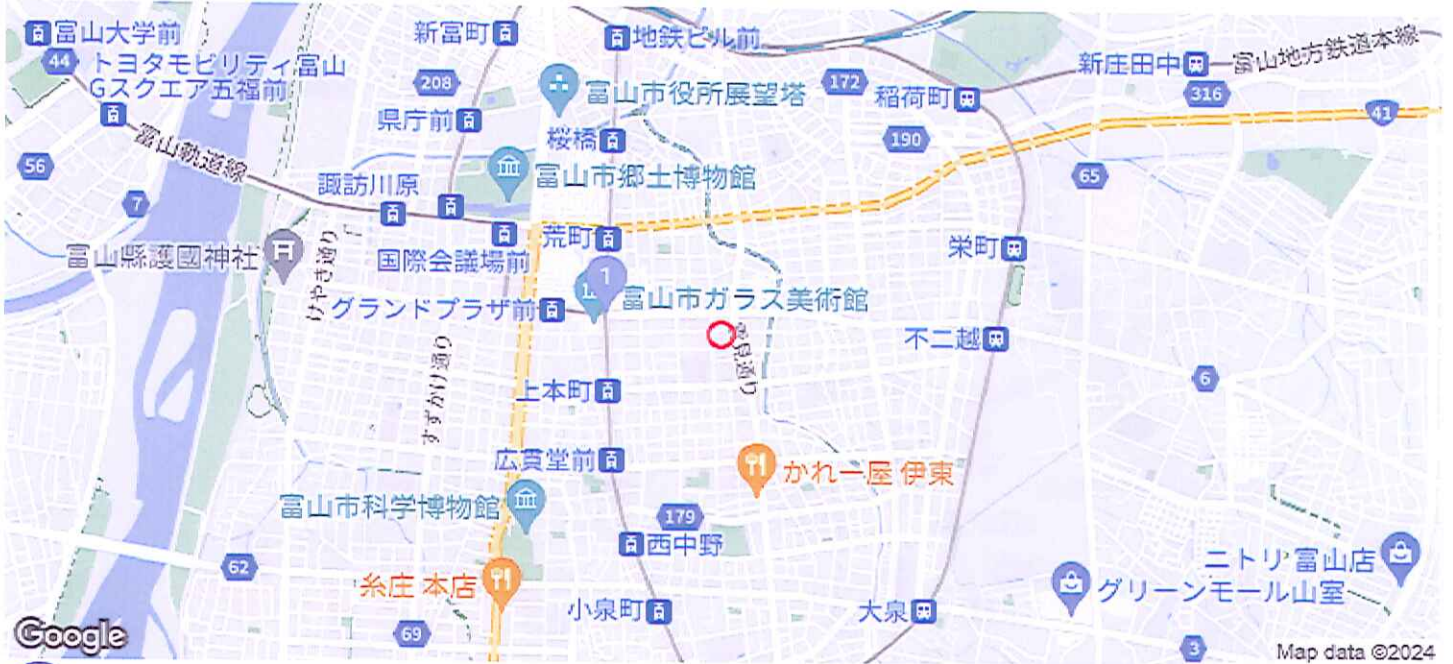 富山大学前
新富町
地鉄ビル前
富山地方鉄道本線
新庄田中
44
トヨタモビリティ富山
Gスクエア五福前
208
富山市役所展望塔
172
稲荷町
316
41
県庁前
桜橋
190
富山軌道線
56
富山市郷土博物館
65
諏訪川原
7
荒町
富山縣護國神社
国際会議場前
栄町
けやき通り
1
グランドプラザ前
富山市ガラス美術館
不二越
すずかけ通り
上本町
6
広貫堂前
かれー屋 伊東
富山市科学博物館
179
西中野
ニトリ 富山店
62
糸庄 本店
小泉町
大泉
グリーンモール山室
69
3
Google
Map data ©2024